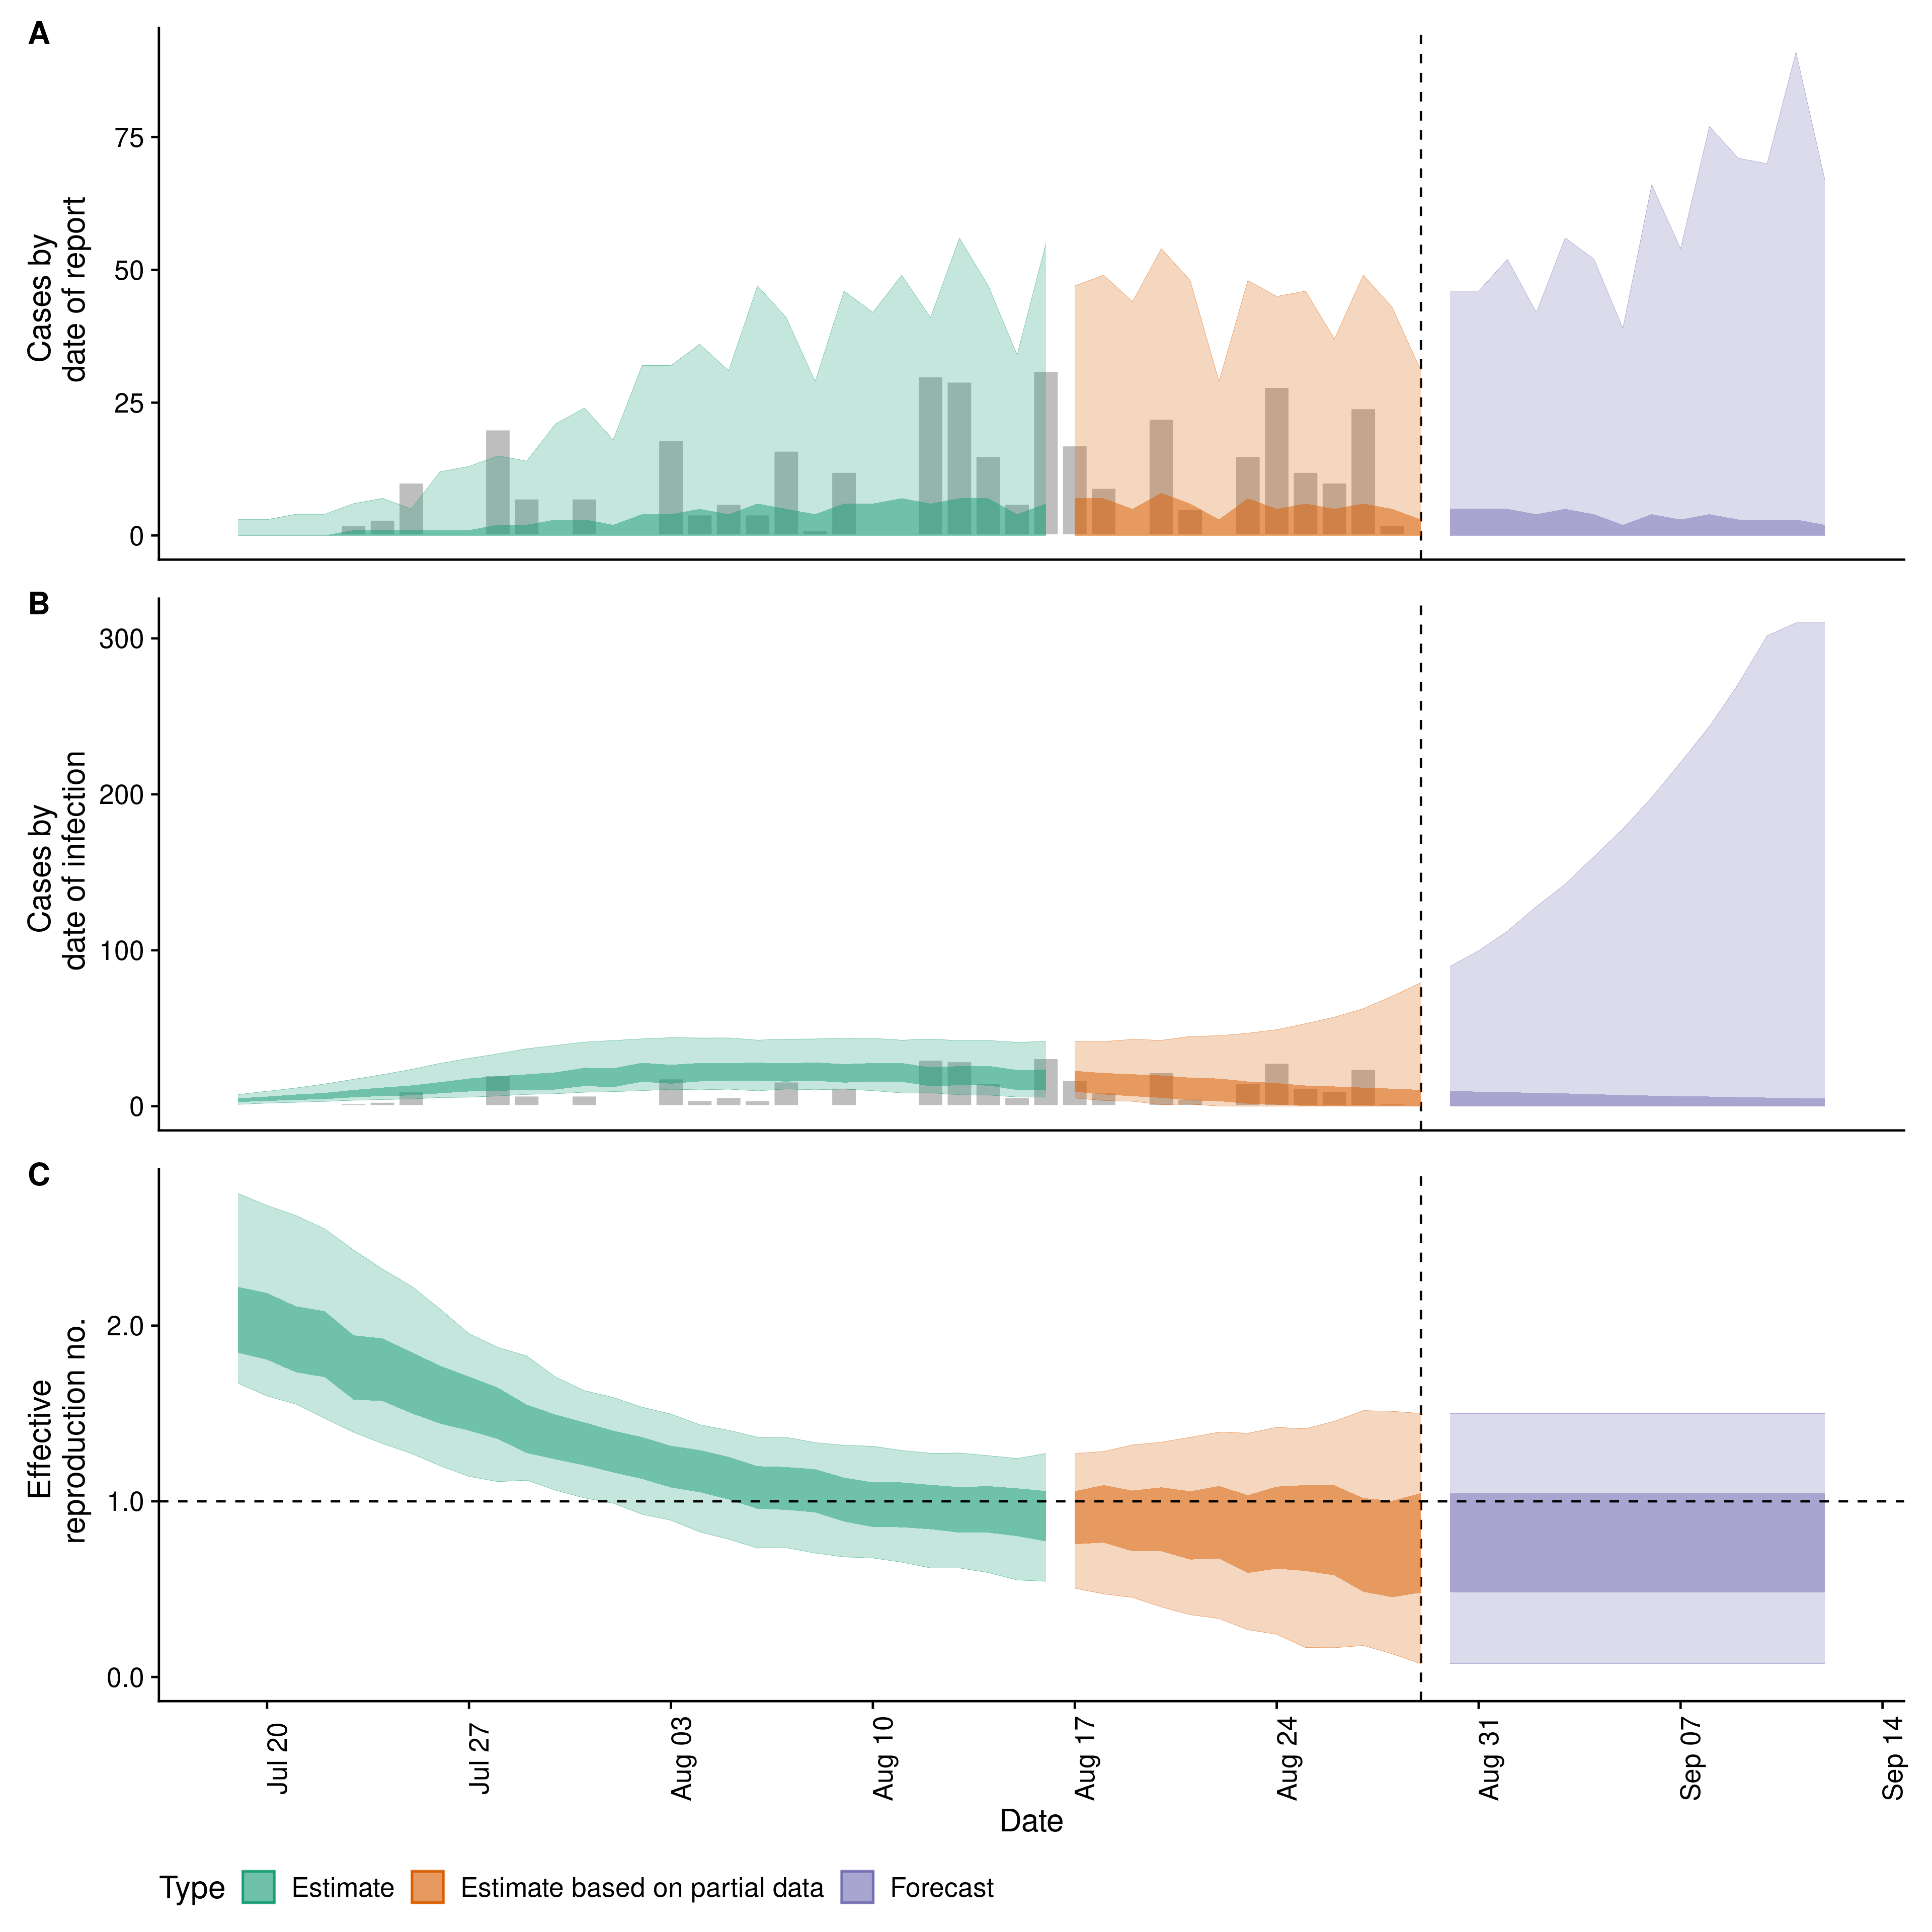 A
Cases by
date of report
75
50
25
0
B
Cases by
date of infection
300
200
100
0
C
Effective
reproduction no.
2.0
1.0
0.0
Jul 20
Jul 27
Aug 03
Aug 10
Aug 17
Aug 24
Aug 31
Sep 07
Sep 14
Date
Type Estimate Estimate based on partial data Forecast